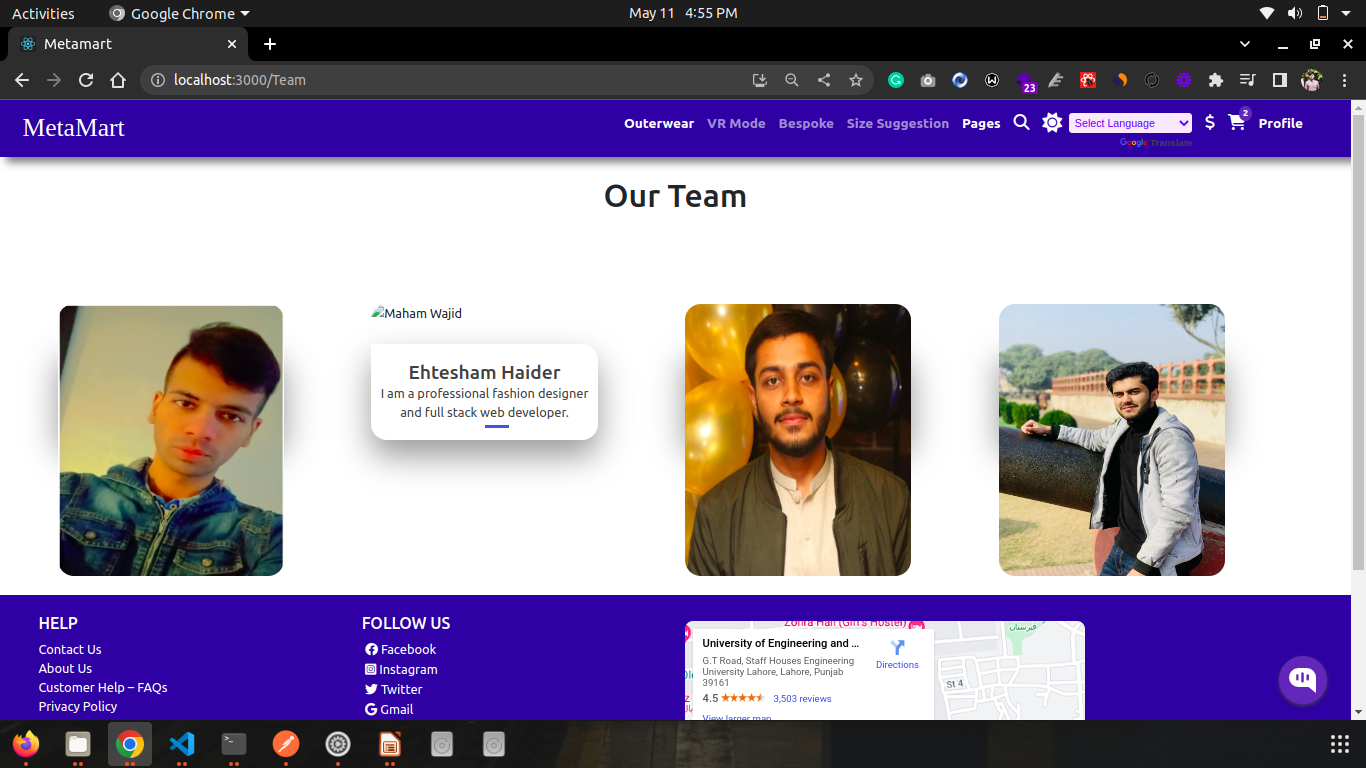 Activities
Google Chrome
May 11 4:55 PM
Metamart
localhost:3000/Team
23
MetaMart
Outerwear
VR Mode
Bespoke
Size Suggestion
Pages
Select Language
$
2
Profile
Google Translate
Our Team
Maham Wajid
Ehtesham Haider
I am a professional fashion designer
and full stack web developer.
HELP
Contact Us
About Us
Customer Help – FAQs
Privacy Policy
FOLLOW US
Facebook
Instagram
Twitter
Gmail
Zohra Hall (Girl's Hostel)
University of Engineering and ...
G.T Road, Staff Houses Engineering
University Lahore, Lahore, Punjab
39161
4.5
3,503 reviews
View larger map
Directions
قبرستان
St 4